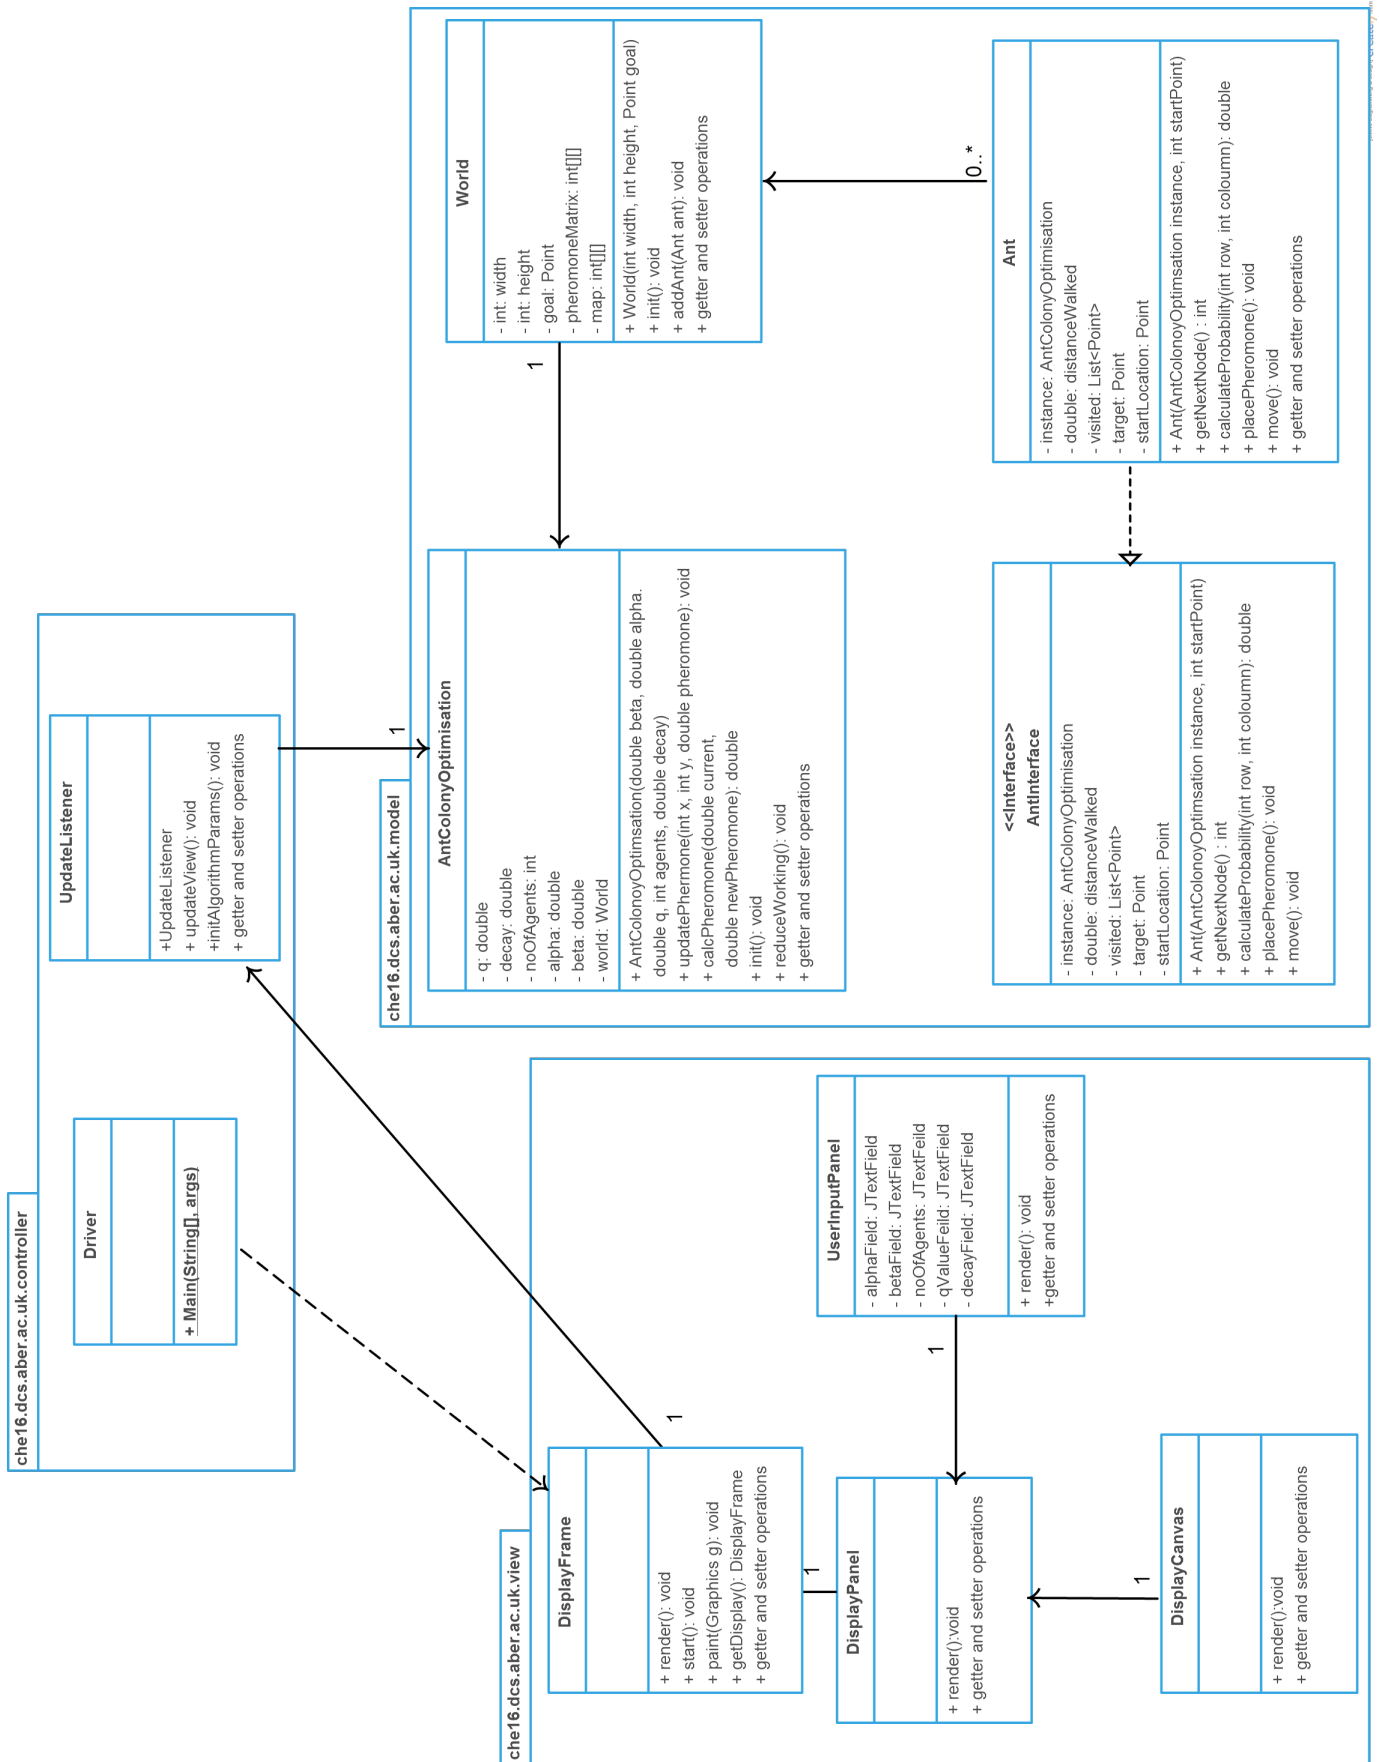 che16.dcs.aber.ac.uk.controller
Driver
+ Main(String[], args)
UpdateListener
+UpdateListener
+ updateView(): void
+initAlgorithmParams(): void
+ getter and setter operations
1
che16.dcs.aber.ac.uk.view
DisplayFrame
+ render(): void
+ start(): void
+ paint(Graphics g): void
+ getDisplay(): DisplayFrame
+ getter and setter operations
1
1
DisplayPanel
+ render():void
+ getter and setter operations
UserInputPanel
- alphaField: JTextField
- betaField: JTextField
- noOfAgents: JTextFeild
- qValueFeild: JTextField
- decayField: JTextField
+ render(): void
+getter and setter operations
1
1
DisplayCanvas
+ render():void
+ getter and setter operations
che16.dcs.aber.ac.uk.model
AntColonyOptimisation
- q: double
- decay: double
- noOfAgents: int
- alpha: double
- beta: double
- world: World
+ AntColonoyOptimsation(double beta, double alpha.
double q, int agents, double decay)
+ updatePhermone(int x, int y, double pheromone): void
+ calcPheromone(double current,
double newPheromone): double
+ init(): void
+ reduceWorking(): void
+ getter and setter operations
1
World
- int: width
- int: height
- goal: Point
- pheromoneMatrix: int[][]
- map: int[][]
+ World(int width, int height, Point goal)
+ init(): void
+ addAnt(Ant ant): void
+ getter and setter operations
0..*
<<Interface>>
AntInterface
- instance: AntColonyOptimisation
- double: distanceWalked
- visited: List<Point>
- target: Point
- startLocation: Point
+ Ant(AntColonoyOptimsation instance, int startPoint)
+ getNextNode() : int
+ calculateProbability(int row, int coloumn): double
+ placePheromone(): void
+ move(): void
Ant
- instance: AntColonyOptimisation
- double: distanceWalked
- visited: List<Point>
- target: Point
- startLocation: Point
+ Ant(AntColonoyOptimsation instance, int startPoint)
+ getNextNode() : int
+ calculateProbability(int row, int coloumn): double
+ placePheromone(): void
+ move(): void
+ getter and setter operations